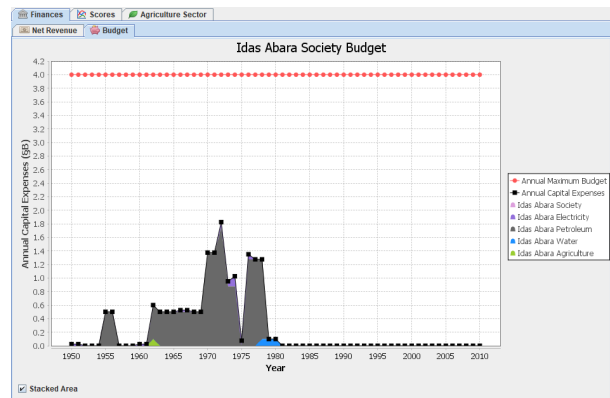 Finances Scores Agriculture Sector
Net Revenue Budget
Idas Abara Society Budget
Annual Capital Expenses (§B)
4.2
4.0
3.8
3.6
3.4
3.2
3.0
2.8
2.6
2.4
2.2
2.0
1.8
1.6
1.4
1.2
1.0
0.8
0.6
0.4
0.2
0.0
1950 1955 1960 1965 1970 1975 1980 1985 1990 1995 2000 2005 2010
Year
Annual Maximum Budget
Annual Capital Expenses
Idas Abara Society
Idas Abara Electricity
Idas Abara Petroleum
Idas Abara Water
Idas Abara Agriculture
Stacked Area